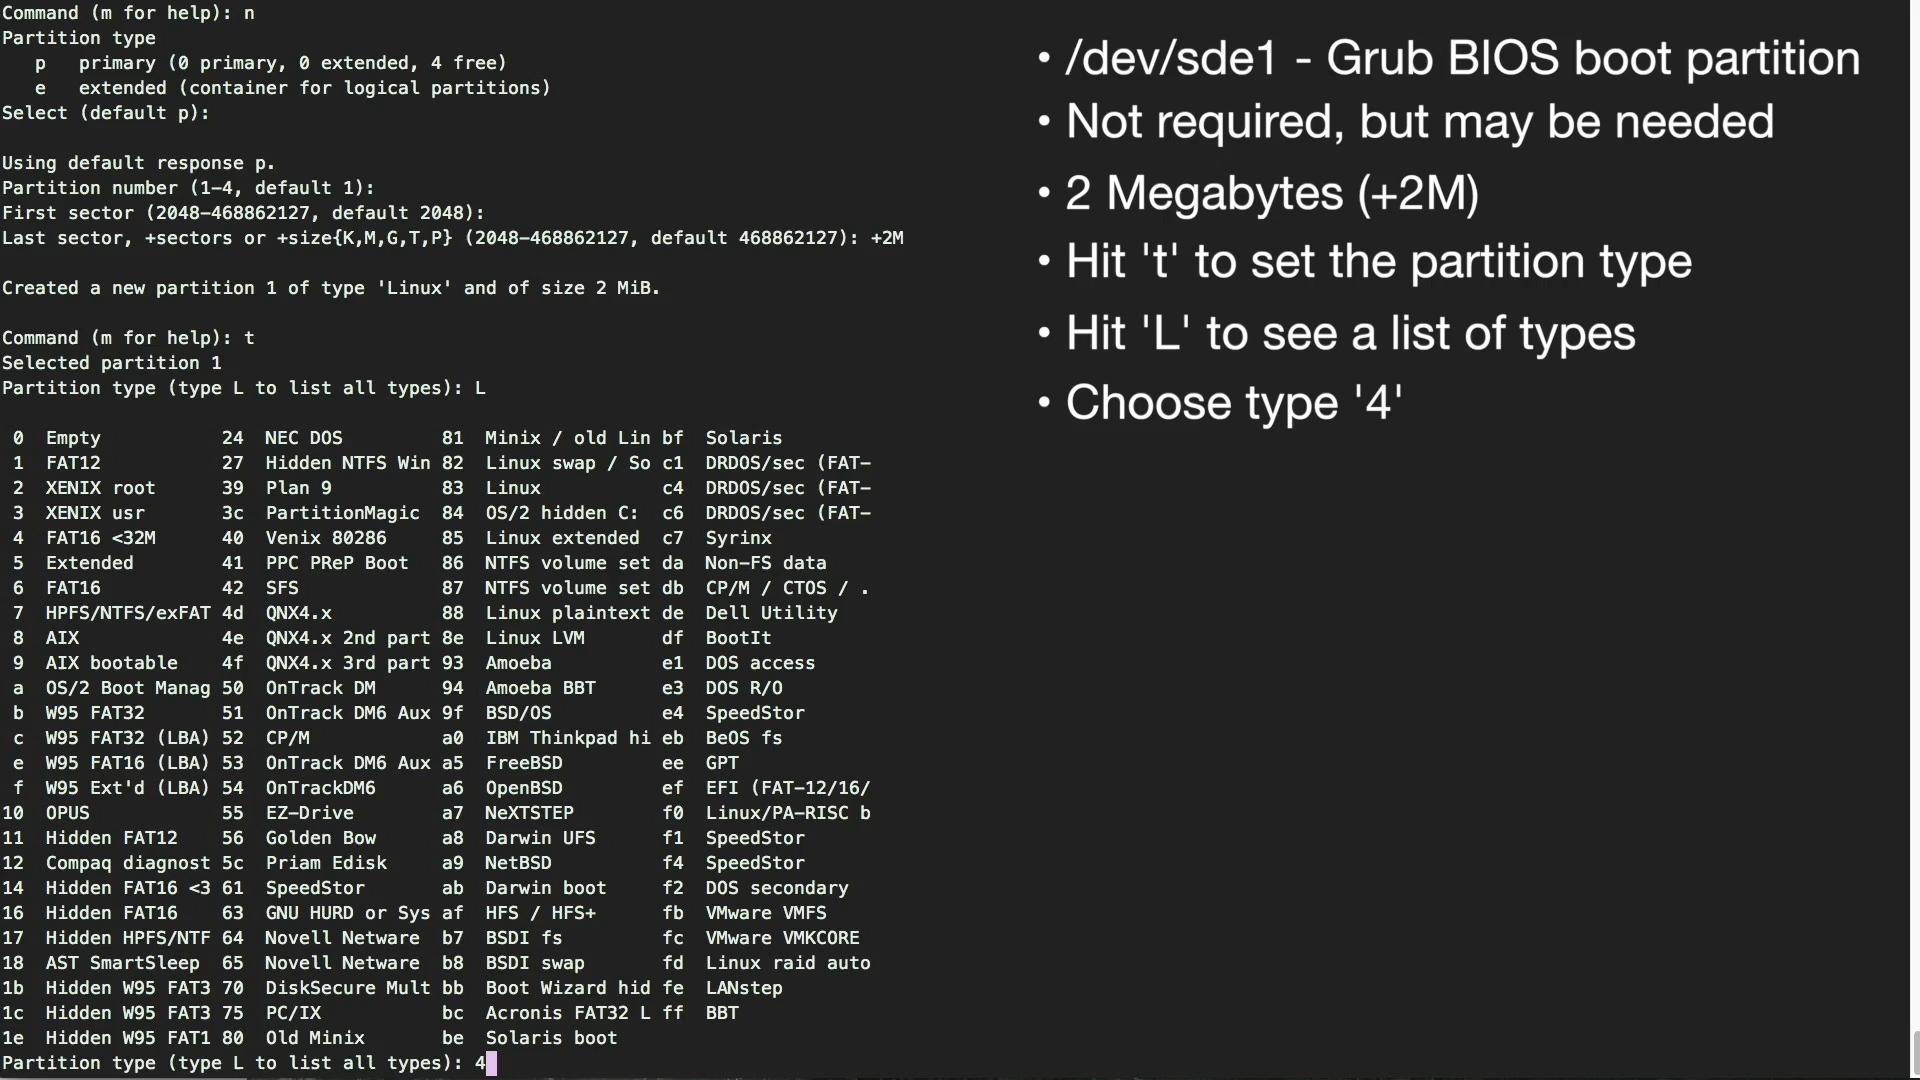 Command (m for help): n
Partition type
p   primary (0 primary, 0 extended, 4 free)
e   extended (container for logical partitions)
Select (default p):
Using default response p.
Partition number (1-4, default 1):
First sector (2048-468862127, default 2048):
Last sector, +sectors or +size{K,M,G,T,P} (2048-468862127, default 468862127): +2M
Created a new partition 1 of type 'Linux' and of size 2 MiB.
Command (m for help): t
Selected partition 1
Partition type (type L to list all types): L
0  Empty           24  NEC DOS         81  Minix / old Lin bf  Solaris
1  FAT12           27  Hidden NTFS Win 82  Linux swap / So c1  DRDOS/sec (FAT-
2  XENIX root      39  Plan 9          83  Linux           c4  DRDOS/sec (FAT-
3  XENIX usr       3c  PartitionMagic  84  OS/2 hidden C:  c6  DRDOS/sec (FAT-
4  FAT16 <32M      40  Venix 80286     85  Linux extended  c7  Syrinx
5  Extended        41  PPC PReP Boot   86  NTFS volume set da  Non-FS data
6  FAT16           42  SFS             87  NTFS volume set db  CP/M / CTOS / .
7  HPFS/NTFS/exFAT 4d  QNX4.x          88  Linux plaintext de  Dell Utility
8  AIX             4e  QNX4.x 2nd part 8e  Linux LVM       df  BootIt
9  AIX bootable    4f  QNX4.x 3rd part 93  Amoeba          e1  DOS access
a  OS/2 Boot Manag 50  OnTrack DM      94  Amoeba BBT      e3  DOS R/O
b  W95 FAT32       51  OnTrack DM6 Aux 9f  BSD/OS          e4  SpeedStor
c  W95 FAT32 (LBA) 52  CP/M            a0  IBM Thinkpad hi eb  BeOS fs
e  W95 FAT16 (LBA) 53  OnTrack DM6 Aux a5  FreeBSD         ee  GPT
f  W95 Ext'd (LBA) 54  OnTrackDM6      a6  OpenBSD         ef  EFI (FAT-12/16/
10  OPUS            55  EZ-Drive        a7  NeXTSTEP        f0  Linux/PA-RISC b
11  Hidden FAT12    56  Golden Bow      a8  Darwin UFS      f1  SpeedStor
12  Compaq diagnost 5c  Priam Edisk     a9  NetBSD          f4  SpeedStor
14  Hidden FAT16 <3 61  SpeedStor       ab  Darwin boot     f2  DOS secondary
16  Hidden FAT16    63  GNU HURD or Sys af  HFS / HFS+      fb  VMware VMFS
17  Hidden HPFS/NTF 64  Novell Netware  b7  BSDI fs         fc  VMware VMKCORE
18  AST SmartSleep  65  Novell Netware  b8  BSDI swap       fd  Linux raid auto
1b  Hidden W95 FAT3 70  DiskSecure Mult bb  Boot Wizard hid fe  LANstep
1c  Hidden W95 FAT3 75  PC/IX           bc  Acronis FAT32 L ff  BBT
1e  Hidden W95 FAT1 80  Old Minix       be  Solaris boot
Partition type (type L to list all types): 4
• /dev/sde1 - Grub BIOS boot partition
• Not required, but may be needed
• 2 Megabytes (+2M)
• Hit 't' to set the partition type
• Hit 'L' to see a list of types
• Choose type '4'